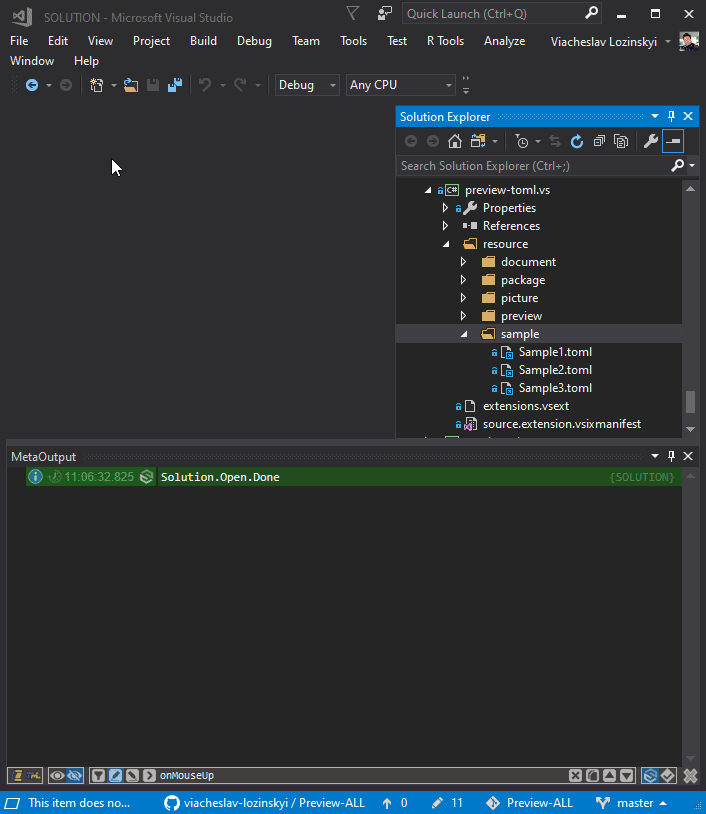 SOLUTION - Microsoft Visual Studio
Quick Launch (Ctrl+Q)
File Edit View Project Build Debug Team Tools Test R Tools Analyze Viacheslav Lozinskyi
Window Help
Debug Any CPU
Solution Explorer
Search Solution Explorer (Ctrl+;)
C# preview-toml.vs
Properties
References
resource
document
package
picture
preview
sample
Sample1.toml
Sample2.toml
Sample3.toml
extensions.vsext
source.extension.vsixmanifest
MetaOutput
11:06:32.825 Solution.Open.Done {SOLUTION}
onMouseUp
This item does no... viacheslav-lozinskyi / Preview-ALL 0 11 Preview-ALL master